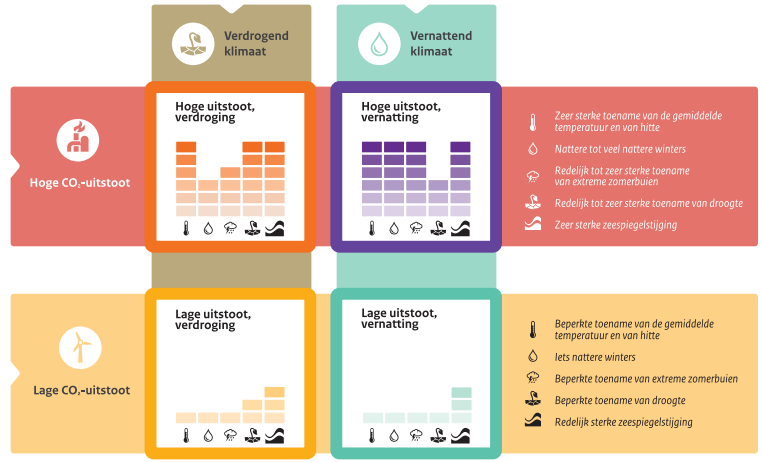 Verdrogend
klimaat
Vernattend
klimaat
Hoge CO₂-uitstoot
Hoge uitstoot,
verdroging
Hoge uitstoot,
vernatting
Zeer sterke toename van de gemiddelde
temperatuur en van hitte
Nattere tot veel nattere winters
Redelijk tot zeer sterke toename
van extreme zomerbuien
Redelijk tot zeer sterke toename van droogte
Zeer sterke zeespiegelstijging
Lage CO₂-uitstoot
Lage uitstoot,
verdroging
Lage uitstoot,
vernatting
Beperkte toename van de gemiddelde
temperatuur en van hitte
Iets nattere winters
Beperkte toename van extreme zomerbuien
Beperkte toename van droogte
Redelijk sterke zeespiegelstijging